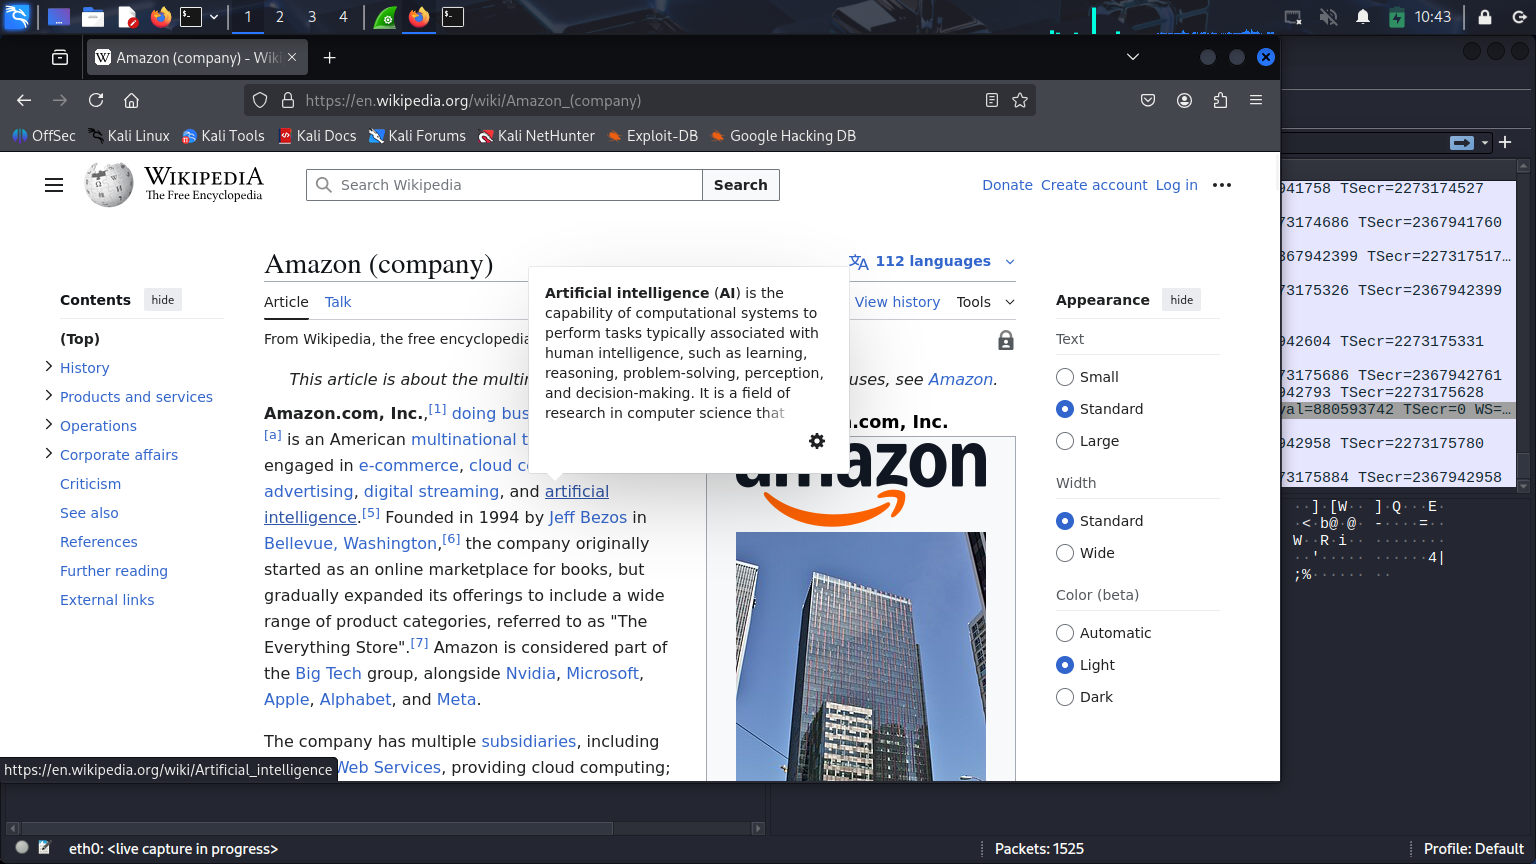 1 2 3 4
10:43
Amazon (company) - Wiki
https://en.wikipedia.org/wiki/Amazon_(company)
OffSec Kali Linux Kali Tools Kali Docs Kali Forums Kali NetHunter Exploit-DB Google Hacking DB
WIKIPEDIA
The Free Encyclopedia
Search Wikipedia
Search
Donate Create account Log in
Amazon (company)
112 languages
Article Talk
View history Tools
From Wikipedia, the free encyclopedia
This article is about the multin
uses, see Amazon.
Contents hide
(Top)
History
Products and services
Operations
Corporate affairs
Criticism
See also
References
Further reading
External links
Artificial intelligence (AI) is the
capability of computational systems to
perform tasks typically associated with
human intelligence, such as learning,
reasoning, problem-solving, perception,
and decision-making. It is a field of
research in computer science that
Amazon.com, Inc.,[1] doing bus
[a] is an American multinational t
engaged in e-commerce, cloud c
advertising, digital streaming, and artificial
intelligence.[5] Founded in 1994 by Jeff Bezos in
Bellevue, Washington,[6] the company originally
started as an online marketplace for books, but
gradually expanded its offerings to include a wide
range of product categories, referred to as "The
Everything Store".[7] Amazon is considered part of
the Big Tech group, alongside Nvidia, Microsoft,
Apple, Alphabet, and Meta.
The company has multiple subsidiaries, including
Web Services, providing cloud computing;
.com, Inc.
amazon
Appearance hide
Text
Small
Standard
Large
Width
Standard
Wide
Color (beta)
Automatic
Light
Dark
941758 TSecr=2273174527
73174686 TSecr=2367941760
367942399 TSecr=227317517…
73175326 TSecr=2367942399
942604 TSecr=2273175331
73175686 TSecr=2367942761
942793 TSecr=2273175628
val=880593742 TSecr=0 WS=…
942958 TSecr=2273175780
73175884 TSecr=2367942958
··]·[W·· ]·Q···E·
·<·b@·@· ·-····=··
W··R·i·· ········
··'····· ······4|
;%······ ··
https://en.wikipedia.org/wiki/Artificial_intelligence
eth0: <live capture in progress>
Packets: 1525
Profile: Default